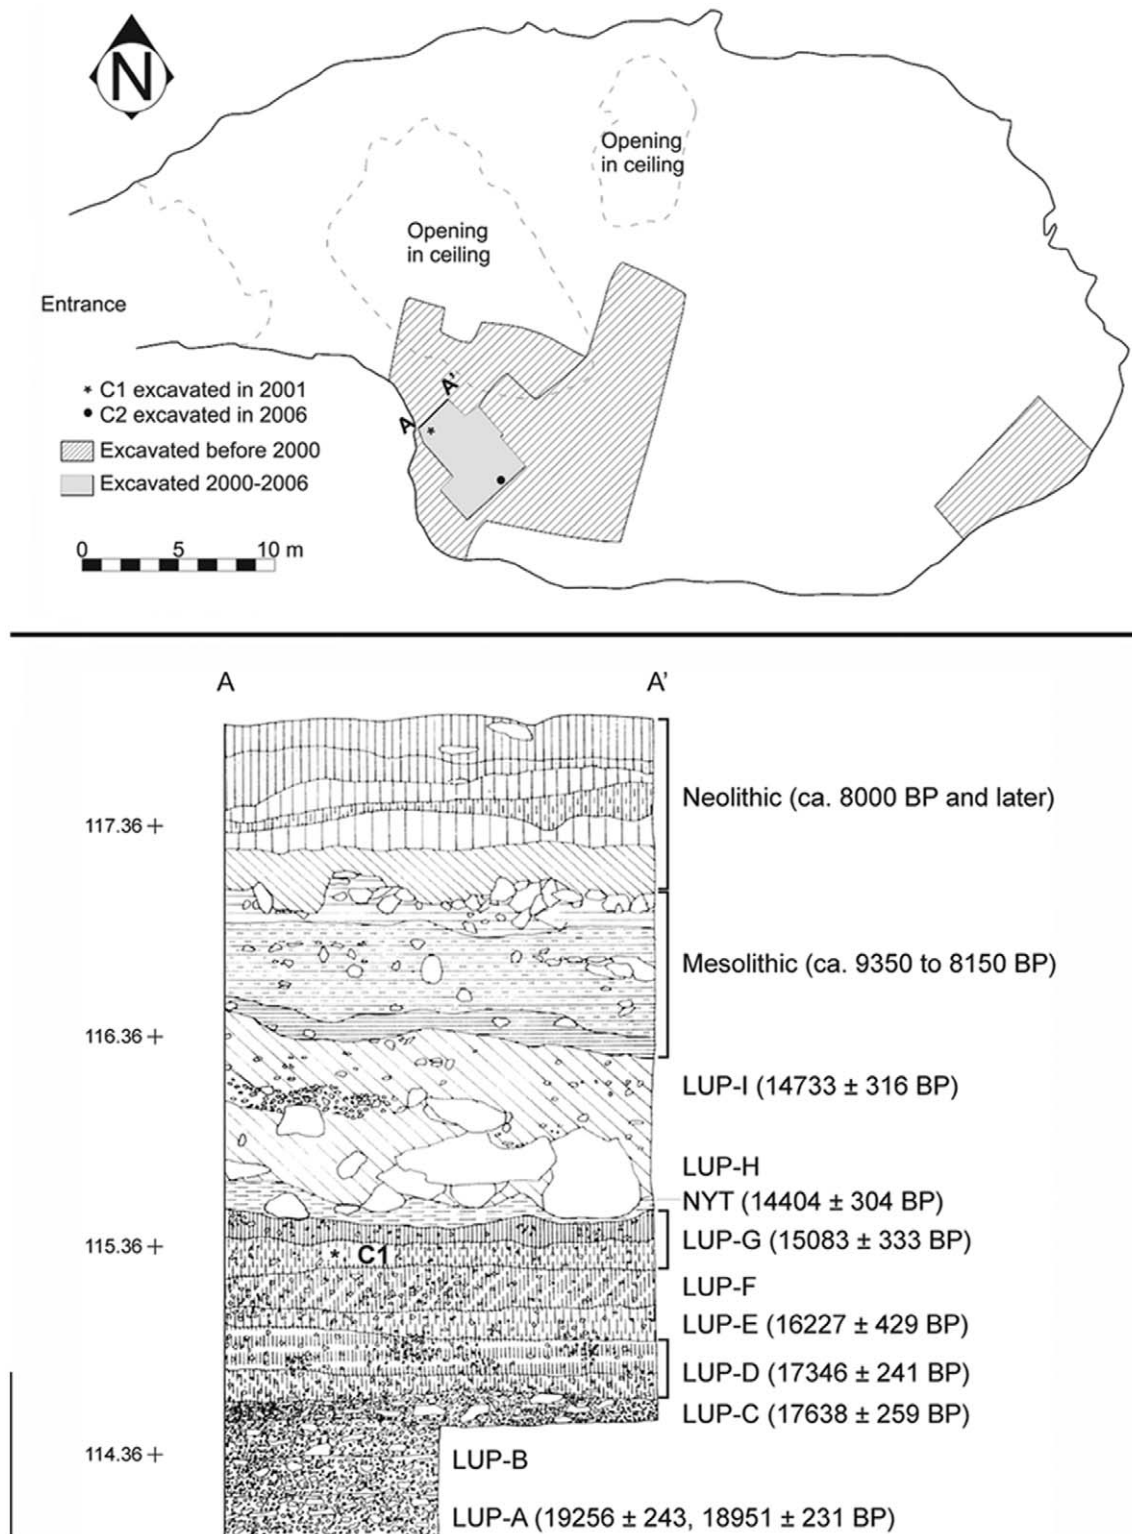 N
Opening
in ceiling
Opening
in ceiling
Entrance
A'
A
* C1 excavated in 2001
• C2 excavated in 2006
Excavated before 2000
Excavated 2000-2006
0 5 10 m
A A'
Neolithic (ca. 8000 BP and later)
117.36 +
Mesolithic (ca. 9350 to 8150 BP)
116.36 +
LUP-I (14733 ± 316 BP)
LUP-H
NYT (14404 ± 304 BP)
LUP-G (15083 ± 333 BP)
115.36 +
* C1
LUP-F
LUP-E (16227 ± 429 BP)
LUP-D (17346 ± 241 BP)
LUP-C (17638 ± 259 BP)
114.36 +
LUP-B
LUP-A (19256 ± 243, 18951 ± 231 BP)